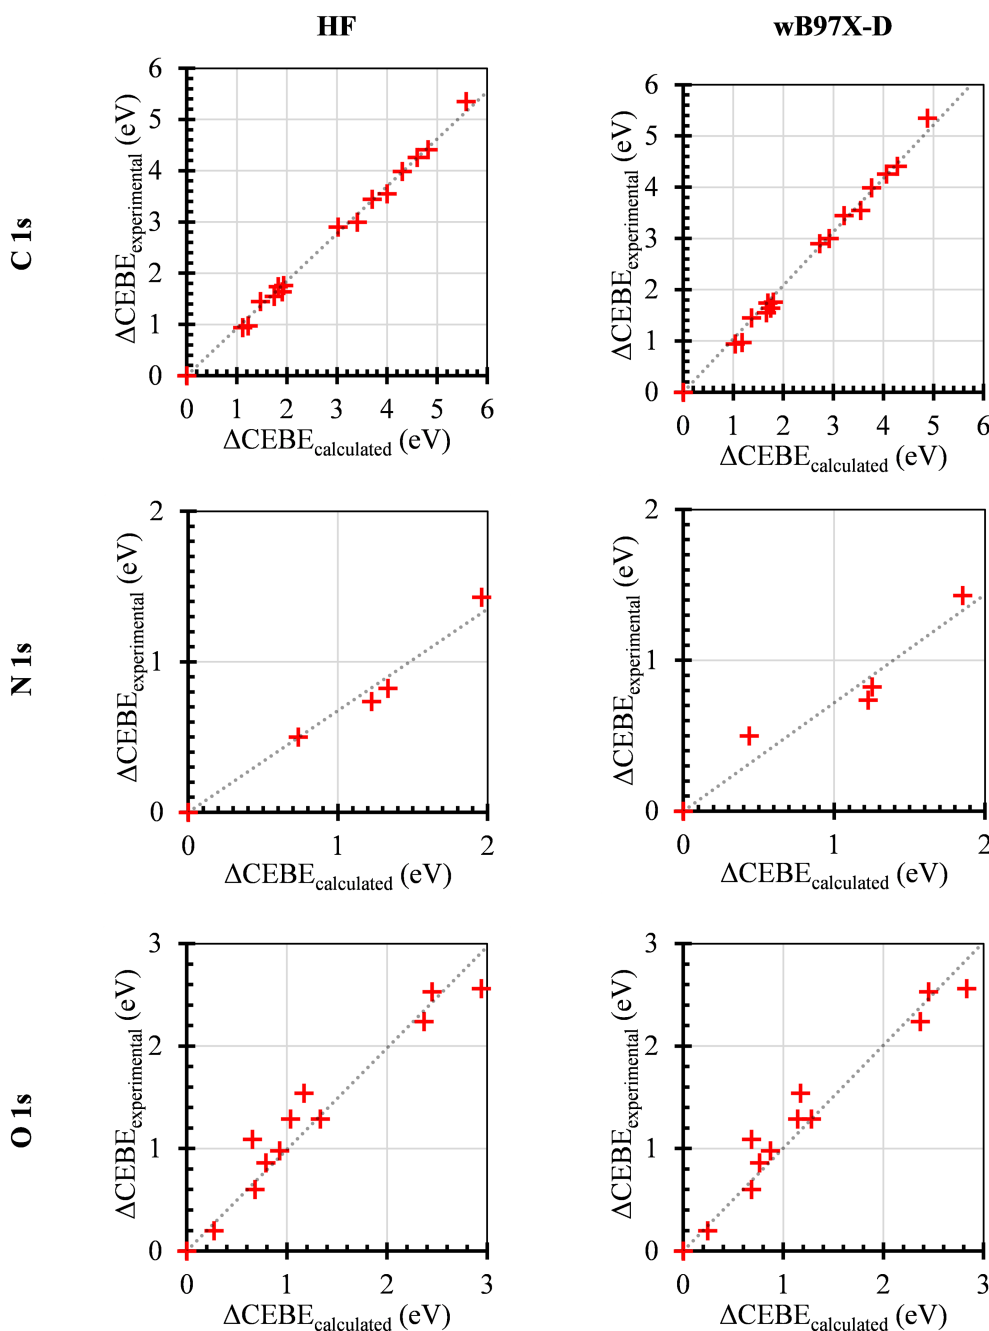 HF
wB97X-D
C 1s
ΔCEBEexperimental (eV)
6
5
4
3
2
1
0
0 1 2 3 4 5 6
ΔCEBEcalculated (eV)
ΔCEBEexperimental (eV)
6
5
4
3
2
1
0
0 1 2 3 4 5 6
ΔCEBEcalculated (eV)
N 1s
ΔCEBEexperimental (eV)
2
1
0
0 1 2
ΔCEBEcalculated (eV)
ΔCEBEexperimental (eV)
2
1
0
0 1 2
ΔCEBEcalculated (eV)
O 1s
ΔCEBEexperimental (eV)
3
2
1
0
0 1 2 3
ΔCEBEcalculated (eV)
ΔCEBEexperimental (eV)
3
2
1
0
0 1 2 3
ΔCEBEcalculated (eV)